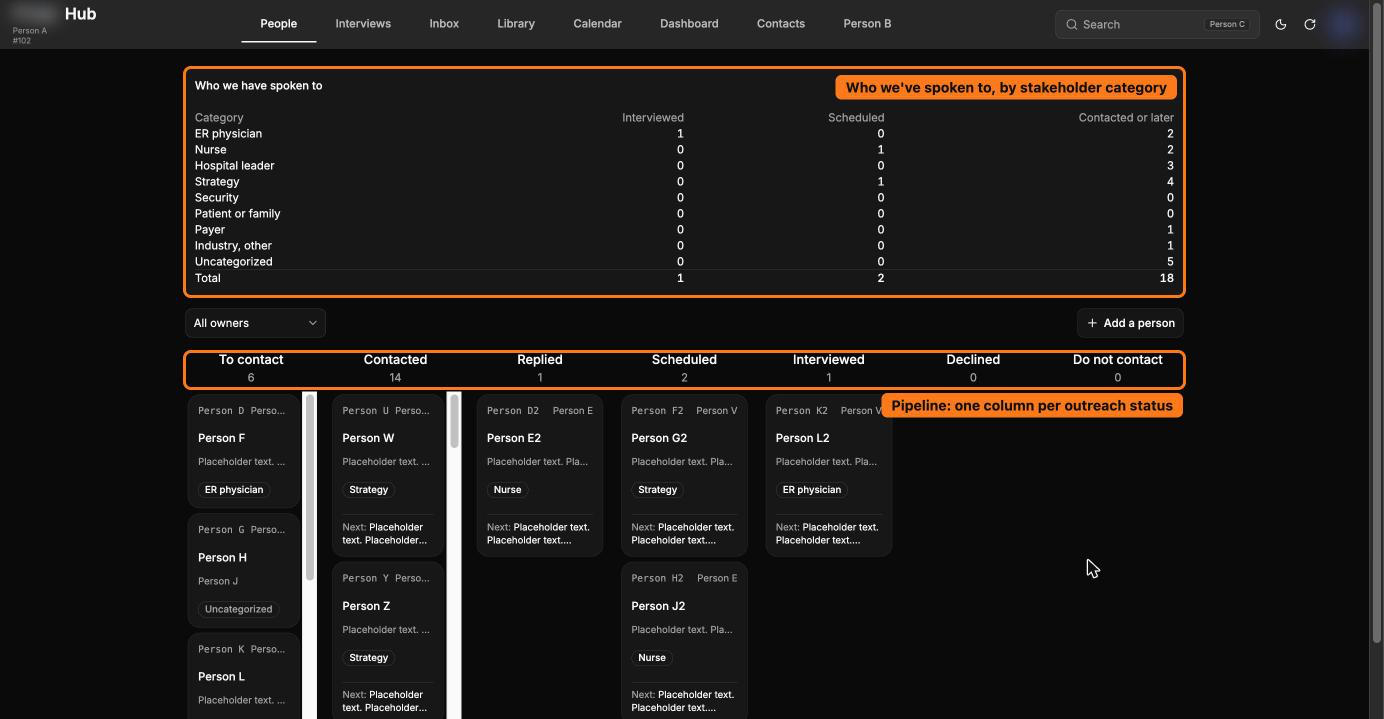 Hub
Person A
#102
People Interviews Inbox Library Calendar Dashboard Contacts Person B
Search Person C
Who we have spoken to
Who we've spoken to, by stakeholder category
Category Interviewed Scheduled Contacted or later
ER physician 1 0 2
Nurse 0 1 2
Hospital leader 0 0 3
Strategy 0 1 4
Security 0 0 0
Patient or family 0 0 0
Payer 0 0 1
Industry, other 0 0 1
Uncategorized 0 0 5
Total 1 2 18
All owners
+ Add a person
To contact Contacted Replied Scheduled Interviewed Declined Do not contact
6 14 1 2 1 0 0
Pipeline: one column per outreach status
Person D Perso...
Person F
Placeholder text. ...
ER physician
Person G Perso...
Person H
Person J
Uncategorized
Person K Perso...
Person L
Placeholder text. ...
Person U Perso...
Person W
Placeholder text. ...
Strategy
Next: Placeholder
text. Placeholder...
Person Y Perso...
Person Z
Placeholder text. ...
Strategy
Next: Placeholder
text. Placeholder...
Person D2 Person E
Person E2
Placeholder text. Pla...
Nurse
Next: Placeholder text.
Placeholder text....
Person F2 Person V
Person G2
Placeholder text. Pla...
Strategy
Next: Placeholder text.
Placeholder text....
Person H2 Person E
Person J2
Placeholder text. Pla...
Nurse
Next: Placeholder text.
Placeholder text....
Person K2 Person V
Person L2
Placeholder text. Pla...
ER physician
Next: Placeholder text.
Placeholder text....